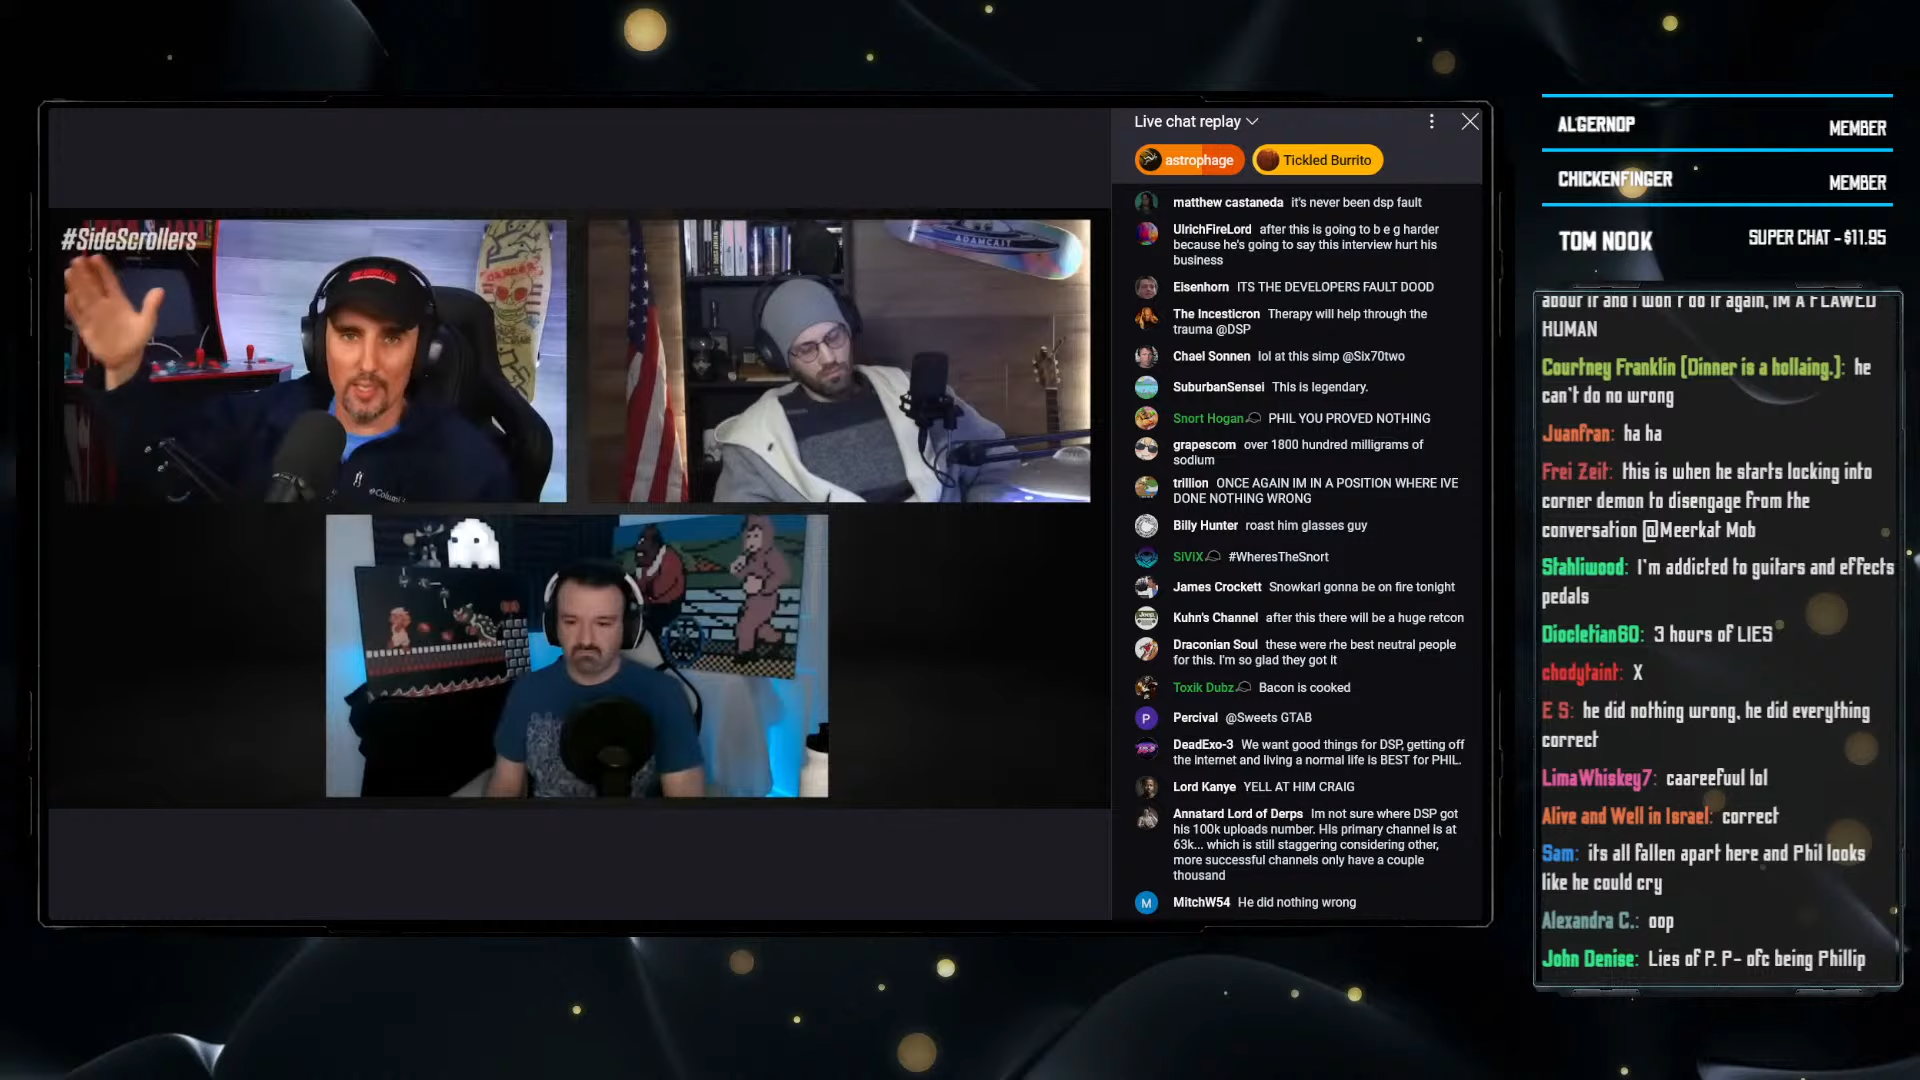 #SideScrollers
ADAMCAST
Columbia
Live chat replay
astrophage
Tickled Burrito
matthew castaneda it's never been dsp fault
UlrichFireLord after this is going to b e g harder
because he's going to say this interview hurt his
business
Eisenhorn ITS THE DEVELOPERS FAULT DOOD
The Incesticron Therapy will help through the
trauma @DSP
Chael Sonnen lol at this simp @Six70two
SuburbanSensei This is legendary.
Snort Hogan PHIL YOU PROVED NOTHING
grapescom over 1800 hundred milligrams of
sodium
trillion ONCE AGAIN IM IN A POSITION WHERE IVE
DONE NOTHING WRONG
Billy Hunter roast him glasses guy
SiViX #WheresTheSnort
James Crockett Snowkarl gonna be on fire tonight
Kuhn's Channel after this there will be a huge retcon
Draconian Soul these were rhe best neutral people
for this. I'm so glad they got it
Toxik Dubz Bacon is cooked
P
Percival @Sweets GTAB
DeadExo-3 We want good things for DSP, getting off
the internet and living a normal life is BEST for PHIL.
Lord Kanye YELL AT HIM CRAIG
Annatard Lord of Derps Im not sure where DSP got
his 100k uploads number. HIs primary channel is at
63k... which is still staggering considering other,
more successful channels only have a couple
thousand
M
MitchW54 He did nothing wrong
ALGERNOP MEMBER
CHICKENFINGER MEMBER
TOM NOOK SUPER CHAT - $11.95
about it and I won't do it again, IM A FLAWED
HUMAN
Courtney Franklin (Dinner is a hollaing.): he
can't do no wrong
Juanfran: ha ha
Frei Zeit: this is when he starts locking into
corner demon to disengage from the
conversation @Meerkat Mob
Stahliwood: I'm addicted to guitars and effects
pedals
Diocletian60: 3 hours of LIES
chodytaint: X
E S: he did nothing wrong, he did everything
correct
LimaWhiskey7: caareefuul lol
Alive and Well in Israel: correct
Sam: its all fallen apart here and Phil looks
like he could cry
Alexandra C.: oop
John Denise: Lies of P. P- ofc being Phillip